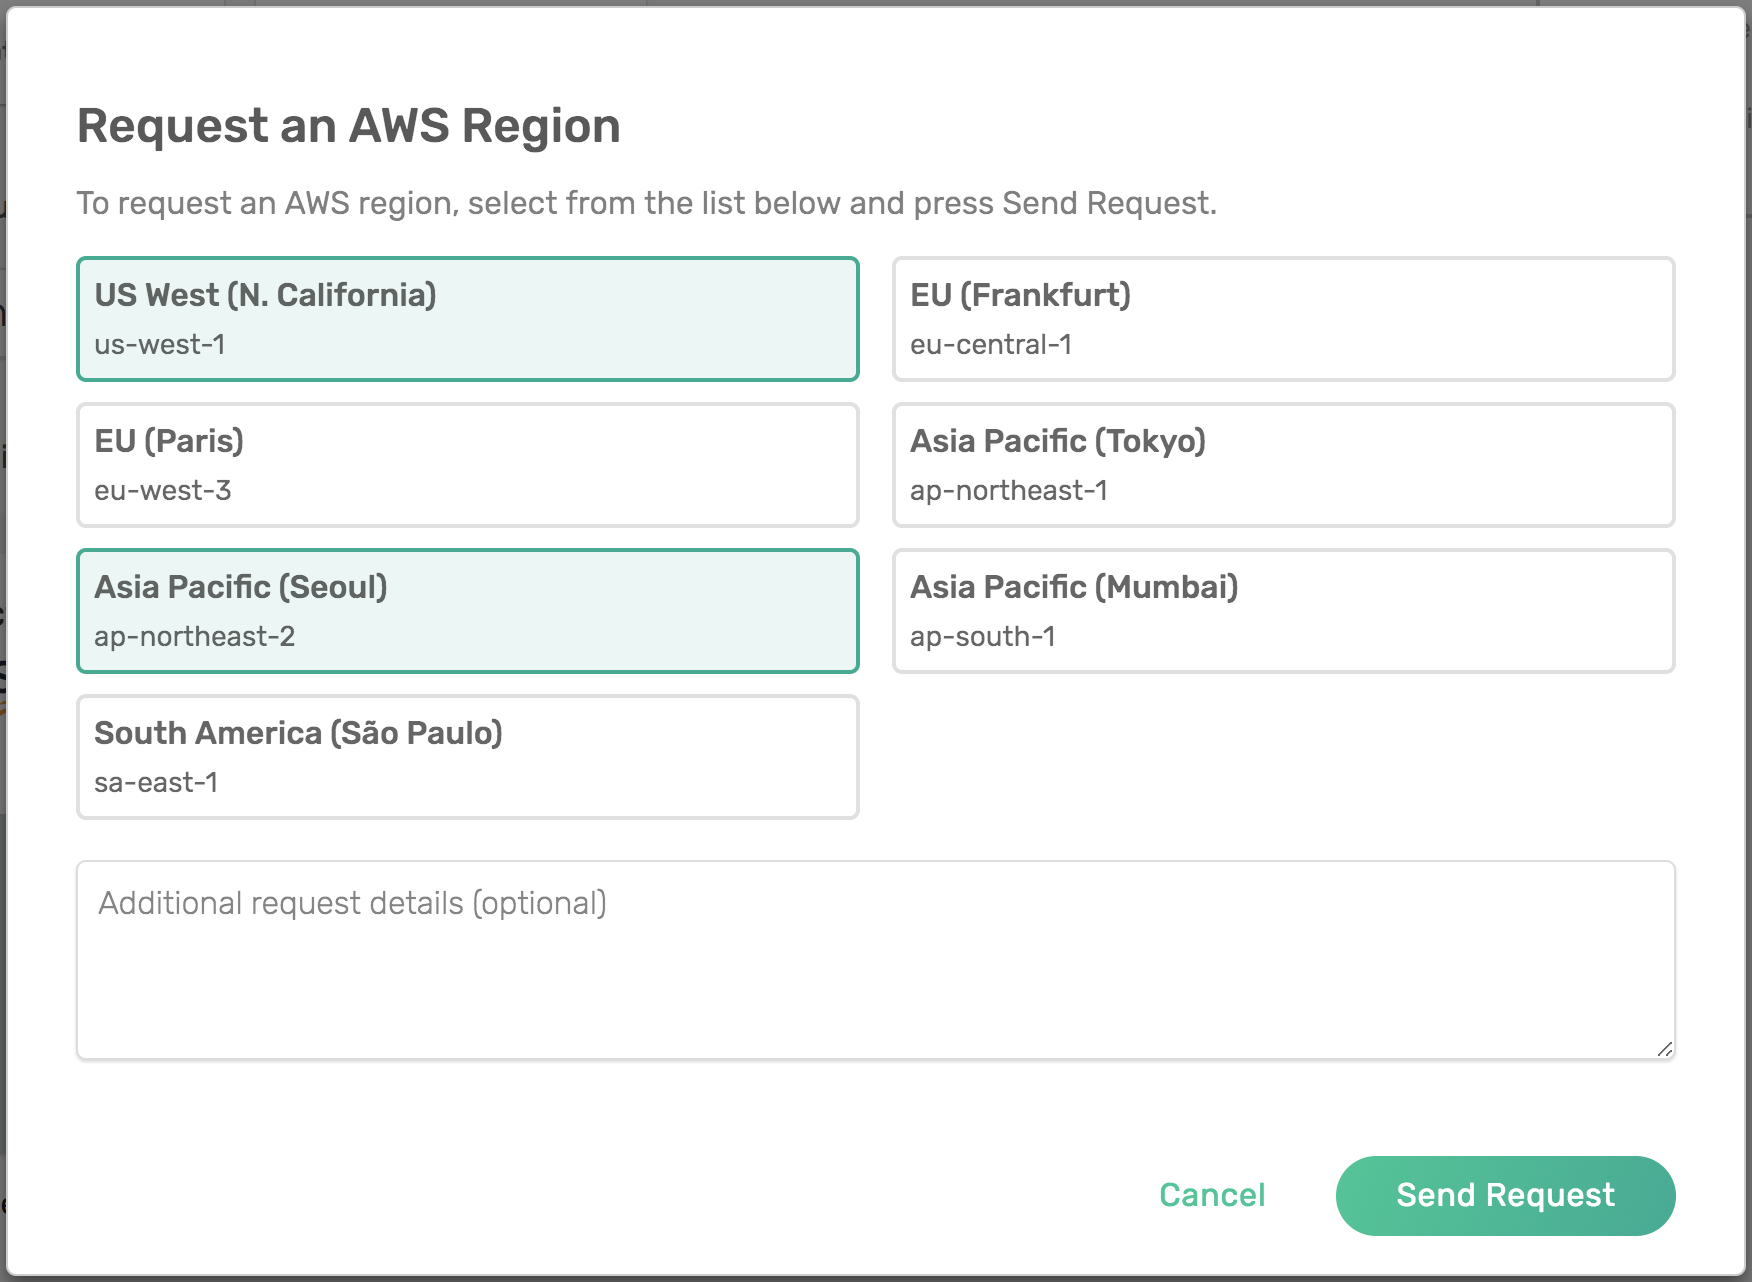 Request an AWS Region
To request an AWS region, select from the list below and press Send Request.
US West (N. California)
us-west-1
EU (Frankfurt)
eu-central-1
EU (Paris)
eu-west-3
Asia Pacific (Tokyo)
ap-northeast-1
Asia Pacific (Seoul)
ap-northeast-2
Asia Pacific (Mumbai)
ap-south-1
South America (São Paulo)
sa-east-1
Additional request details (optional)
Cancel
Send Request